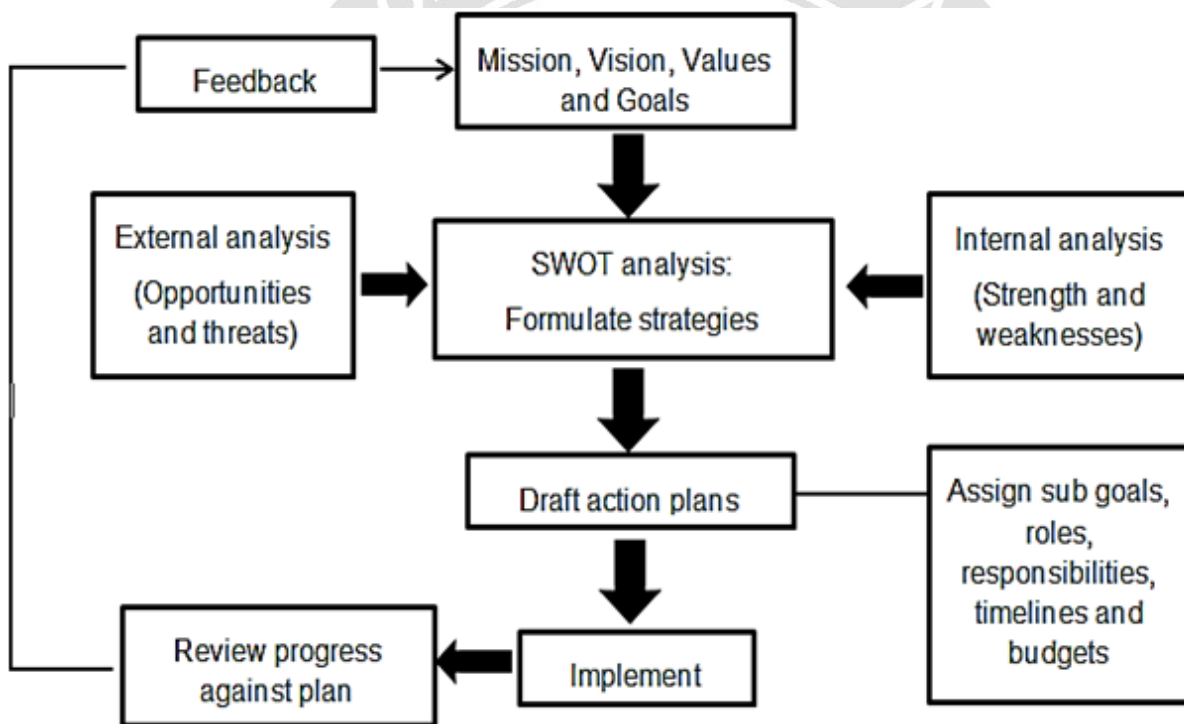 Feedback
Mission, Vision, Values
and Goals
External analysis
(Opportunities
and threats)
SWOT analysis:
Formulate strategies
Internal analysis
(Strength and
weaknesses)
Draft action plans
Assign sub goals,
roles,
responsibilities,
timelines and
budgets
Review progress
against plan
Implement